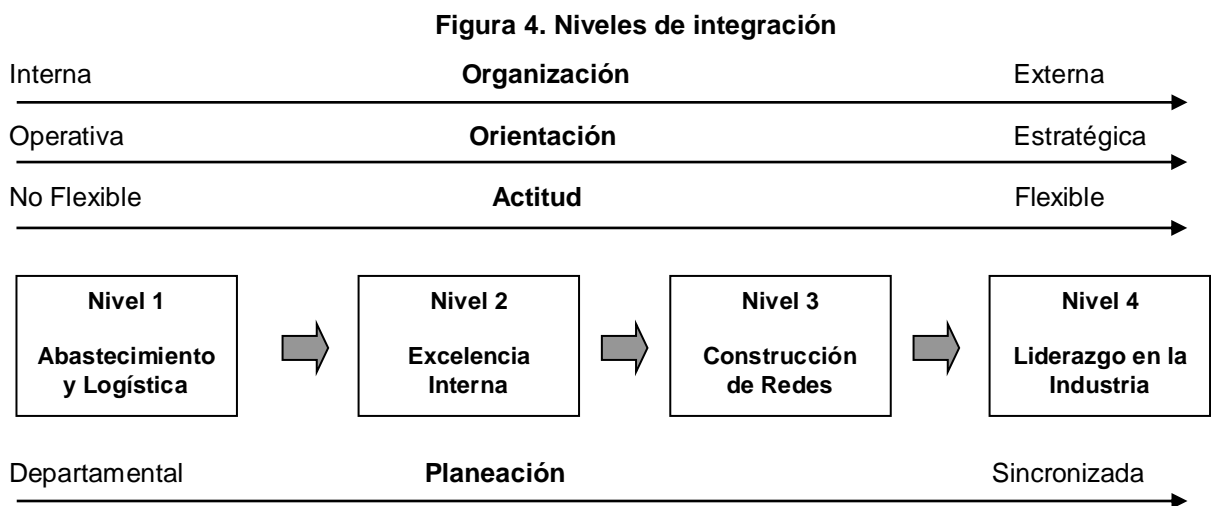 Figura 4. Niveles de integración
Interna Organización Externa
Operativa Orientación Estratégica
No Flexible Actitud Flexible
Nivel 1
Abastecimiento
y Logística
Nivel 2
Excelencia
Interna
Nivel 3
Construcción
de Redes
Nivel 4
Liderazgo en la
Industria
Departamental Planeación Sincronizada